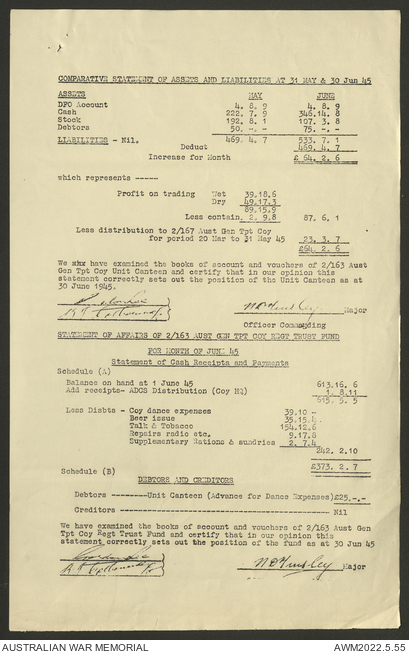 COMPARATIVE STATEMENT OF ASSETS AND LIABILITIES AT 31 MAY & 30 Jun 45
ASSETS MAY JUNE
DFO Account 4. 8. 9 4. 8. 9
Cash 222. 7. 9 346.14. 8
Stock 192. 8. 1 107. 3. 8
Debtors 50. -. - 75. -. -
LIABILITIES - Nil. 469. 4. 7 533. 7. 1
Deduct 469. 4. 7
Increase for Month £ 64. 2. 6
which represents -----
Profit on trading Wet 39.18.6
Dry 49.17.3
89.15.9
Less contain. 2. 9.8 87. 6. 1
Less distribution to 2/167 Aust Gen Tpt Coy
for period 20 Mar to 31 May 45 23. 3. 7
£64. 2. 6
We have examined the books of account and vouchers of 2/163 Aust
Gen Tpt Coy Unit Canteen and certify that in our opinion this
statement correctly sets out the position of the Unit Canteen as at
30 June 1945.
Major
Officer Commanding
STATEMENT OF AFFAIRS OF 2/163 AUST GEN TPT COY REGT TRUST FUND
FOR MONTH OF JUNE 45
Statement of Cash Receipts and Payments
Schedule (A)
Balance on hand at 1 June 45 613.16. 6
Add receipts- ADCS Distribution (Coy HQ) 1. 8.11
615. 5. 5
Less Disbts - Coy dance expenses 39.10 -
Beer issue 35.15.4
Talk & Tobacco 154.12.6
Repairs radio etc. 9.17.8
Supplementary Rations & sundries 2. 7.4
242. 2.10
£373. 2. 7
Schedule (B)
DEBTORS AND CREDITORS
Debtors ---------Unit Canteen (Advance for Dance Expenses)£25.-.-
Creditors ---------------------------------------------- Nil
We have examined the books of account and vouchers of 2/163 Aust Gen
Tpt Coy Regt Trust Fund and certify that in our opinion this
statement correctly sets out the position of the fund as at 30 Jun 45
Major
AUSTRALIAN WAR MEMORIAL AWM2022.5.55